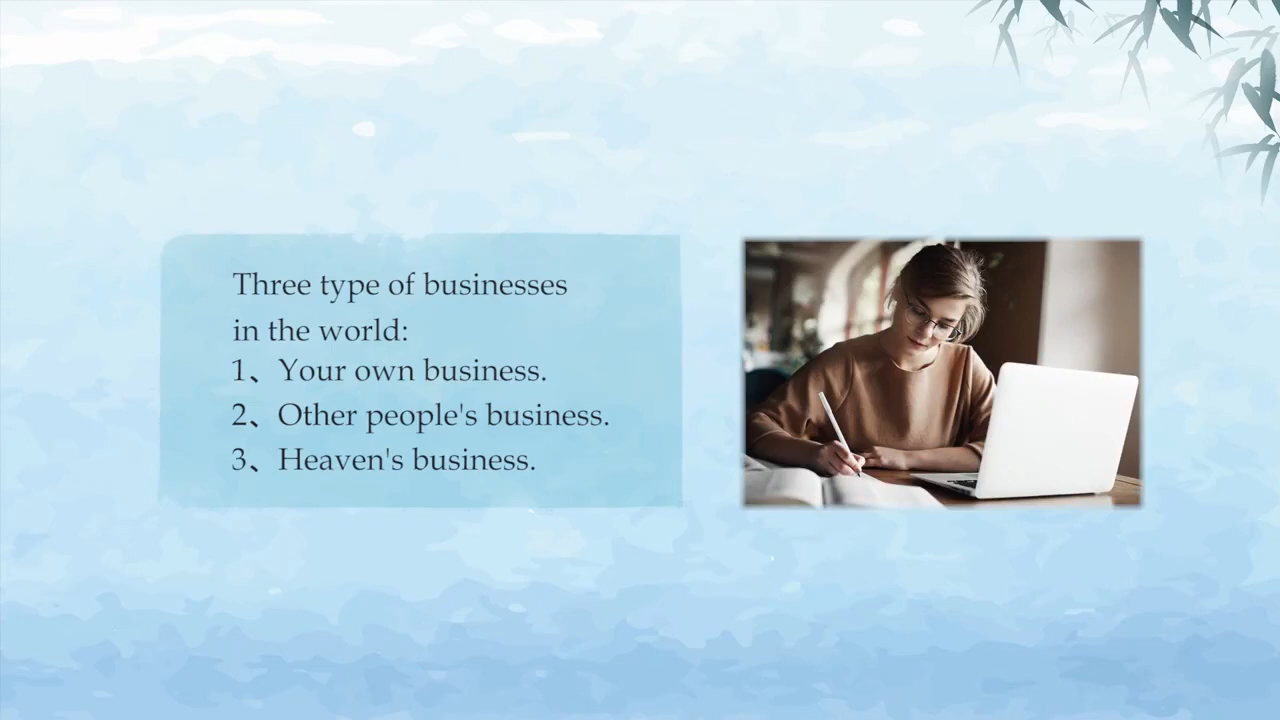 Three type of businesses
in the world:
1、Your own business.
2、Other people's business.
3、Heaven's business.